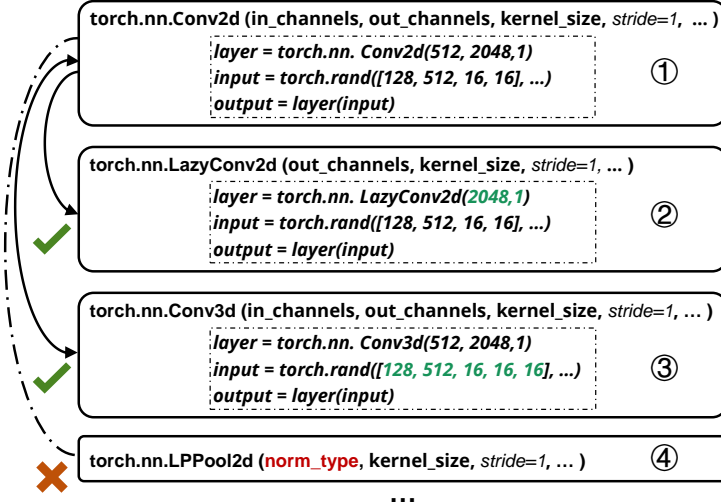 torch.nn.Conv2d (in_channels, out_channels, kernel_size, stride=1, ... )
layer = torch.nn. Conv2d(512, 2048,1)
input = torch.rand([128, 512, 16, 16], ...)
output = layer(input)
①
torch.nn.LazyConv2d (out_channels, kernel_size, stride=1, ... )
layer = torch.nn. LazyConv2d(2048,1)
input = torch.rand([128, 512, 16, 16], ...)
output = layer(input)
②
torch.nn.Conv3d (in_channels, out_channels, kernel_size, stride=1, ... )
layer = torch.nn. Conv3d(512, 2048,1)
input = torch.rand([128, 512, 16, 16, 16], ...)
output = layer(input)
③
torch.nn.LPPool2d (norm_type, kernel_size, stride=1, ... )
④
...